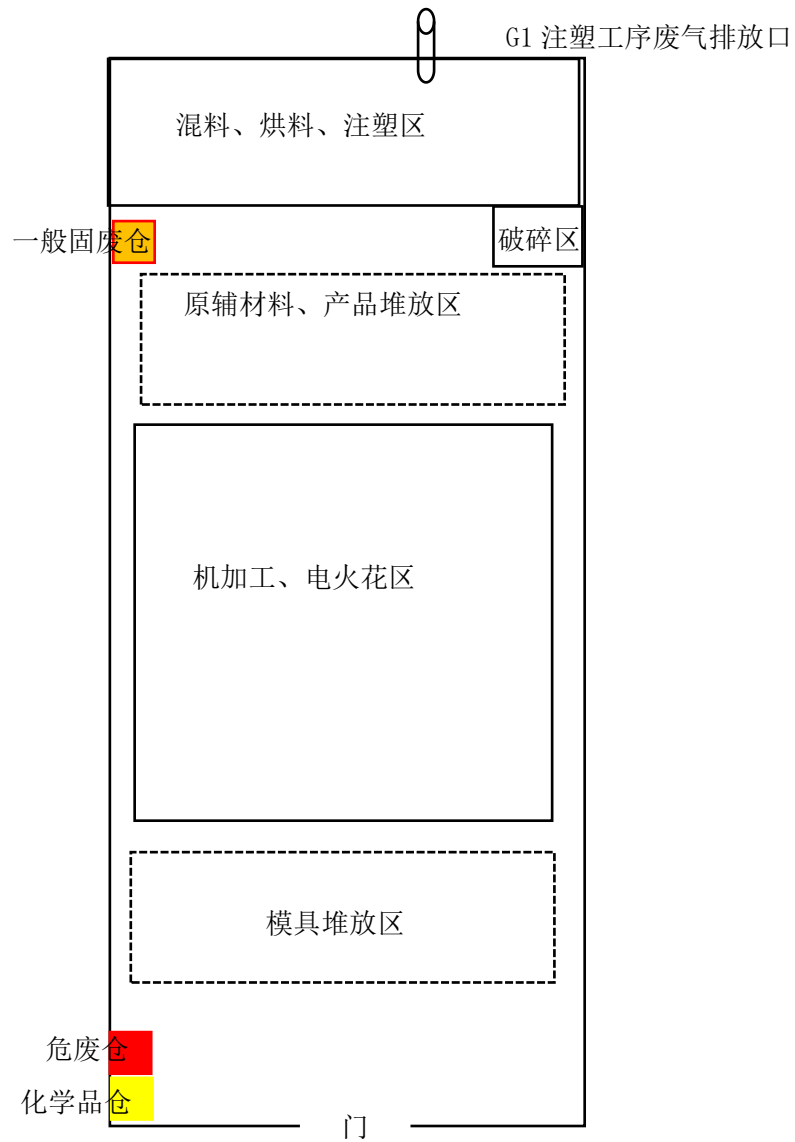 G1 注塑工序废气排放口
混料、烘料、注塑区
一般固废仓
破碎区
原辅材料、产品堆放区
机加工、电火花区
模具堆放区
危废仓
化学品仓
门